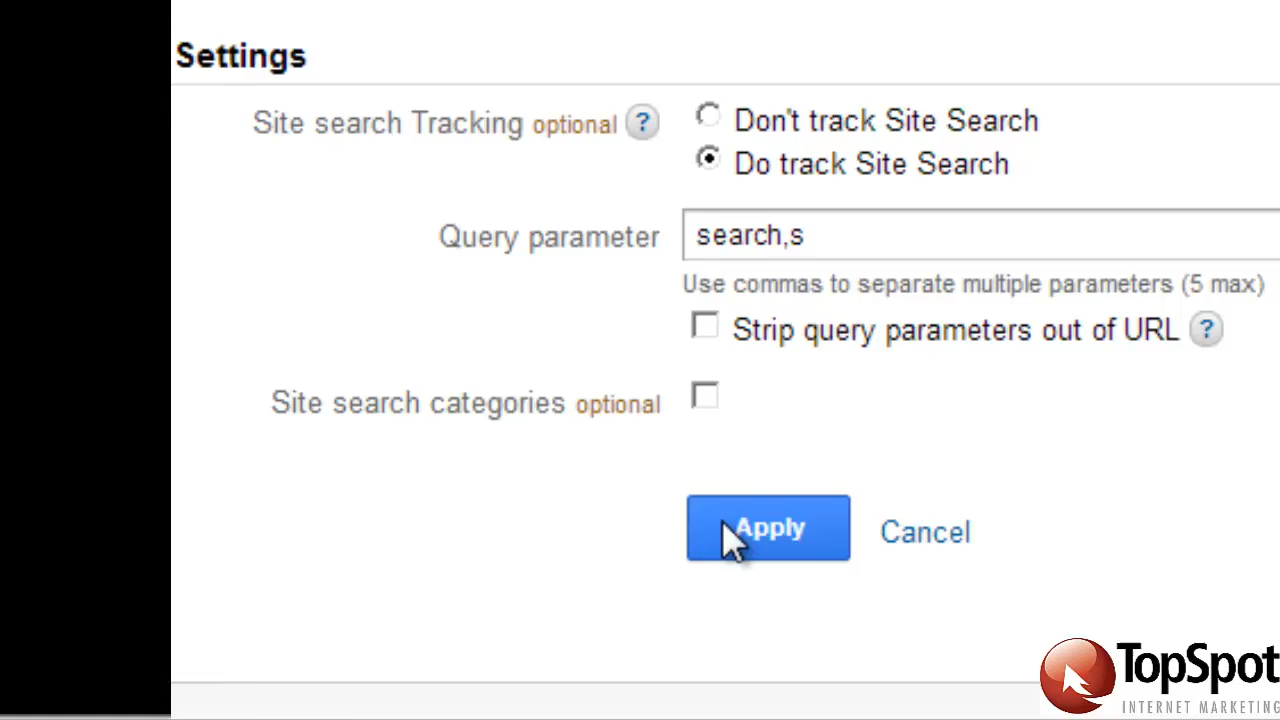 Settings
Site search Tracking optional ?
Don't track Site Search
Do track Site Search
Query parameter
search,s
Use commas to separate multiple parameters (5 max)
Strip query parameters out of URL ?
Site search categories optional
Apply
Cancel
TopSpot
INTERNET MARKETING